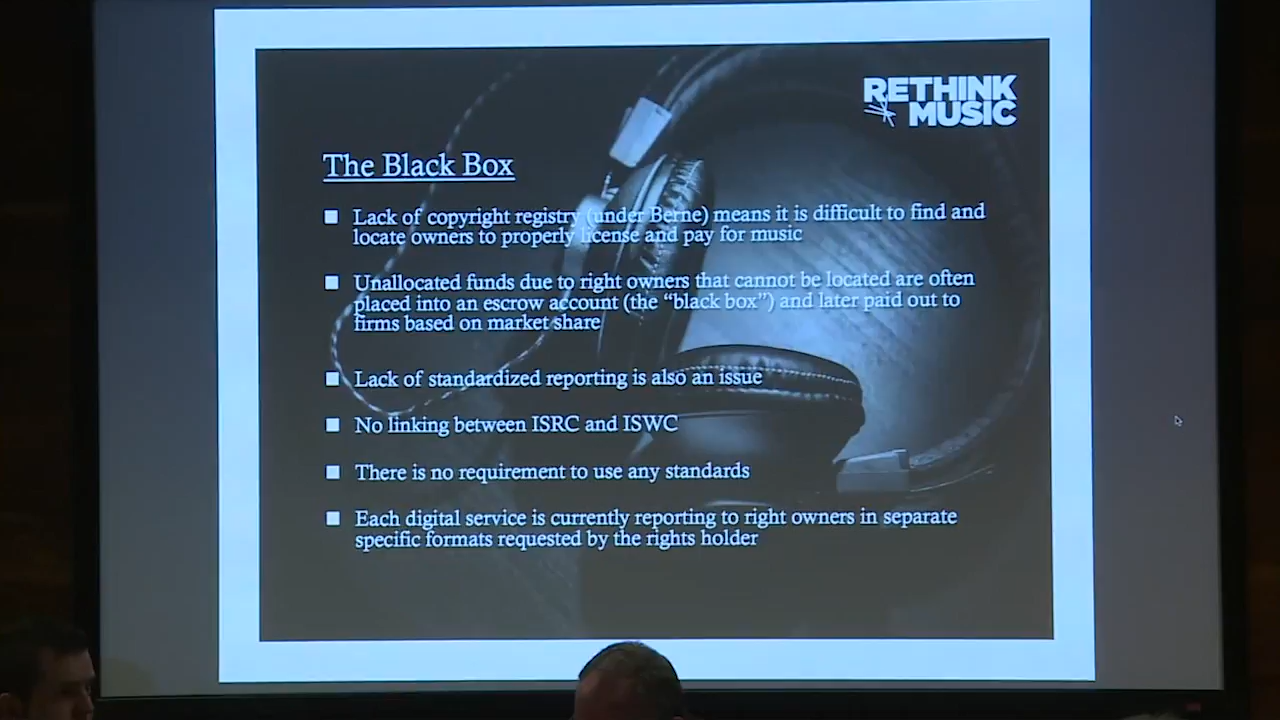 RETHINK
MUSIC
The Black Box
Lack of copyright registry (under Berne) means it is difficult to find and
locate owners to properly license and pay for music
Unallocated funds due to right owners that cannot be located are often
placed into an escrow account (the “black box”) and later paid out to
firms based on market share
Lack of standardized reporting is also an issue
No linking between ISRC and ISWC
There is no requirement to use any standards
Each digital service is currently reporting to right owners in separate
specific formats requested by the rights holder